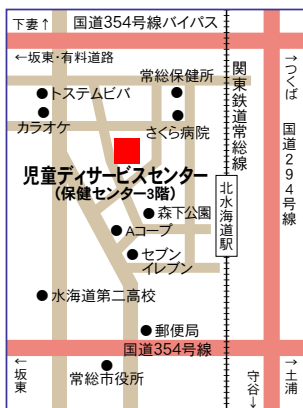 下妻↑
国道354号線バイパス
←坂東・有料道路
常総保健所
トステムビバ
カラオケ
さくら病院
関東鉄道常総線
→つくば
国道294号線
児童ディサービスセンター
(保健センター3階)
北水海道駅
森下公園
Aコープ
セブン
イレブン
水海道第二高校
郵便局
国道354号線
←坂東
常総市役所
守谷↓
→土浦